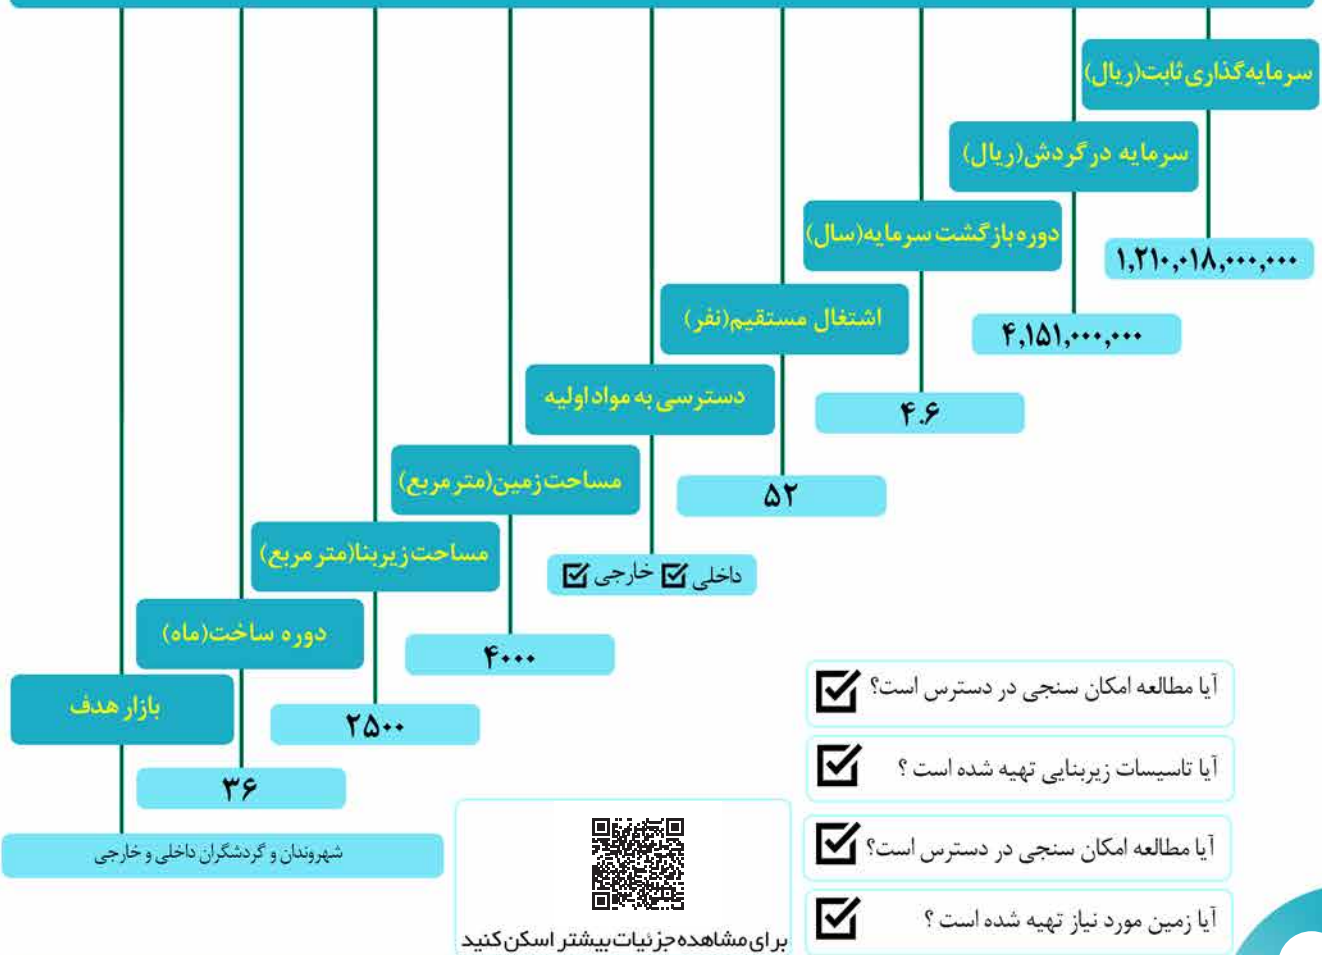 سرمایه‌گذاری ثابت(ریال)
۱,۲۱۰,۰۱۸,۰۰۰,۰۰۰
سرمایه در گردش(ریال)
۴,۱۵۱,۰۰۰,۰۰۰
دوره بازگشت سرمایه(سال)
۴.۶
اشتغال مستقیم(نفر)
۵۲
دسترسی به مواد اولیه
داخلی ☑ خارجی ☑
مساحت زمین(متر مربع)
۴۰۰۰
مساحت زیربنا(متر مربع)
۲۵۰۰
دوره ساخت(ماه)
۳۶
بازار هدف
شهروندان و گردشگران داخلی و خارجی
آیا مطالعه امکان سنجی در دسترس است؟ ☑
آیا تاسیسات زیربنایی تهیه شده است ؟ ☑
آیا مطالعه امکان سنجی در دسترس است؟ ☑
آیا زمین مورد نیاز تهیه شده است ؟ ☑
برای مشاهده جزئیات بیشتر اسکن کنید